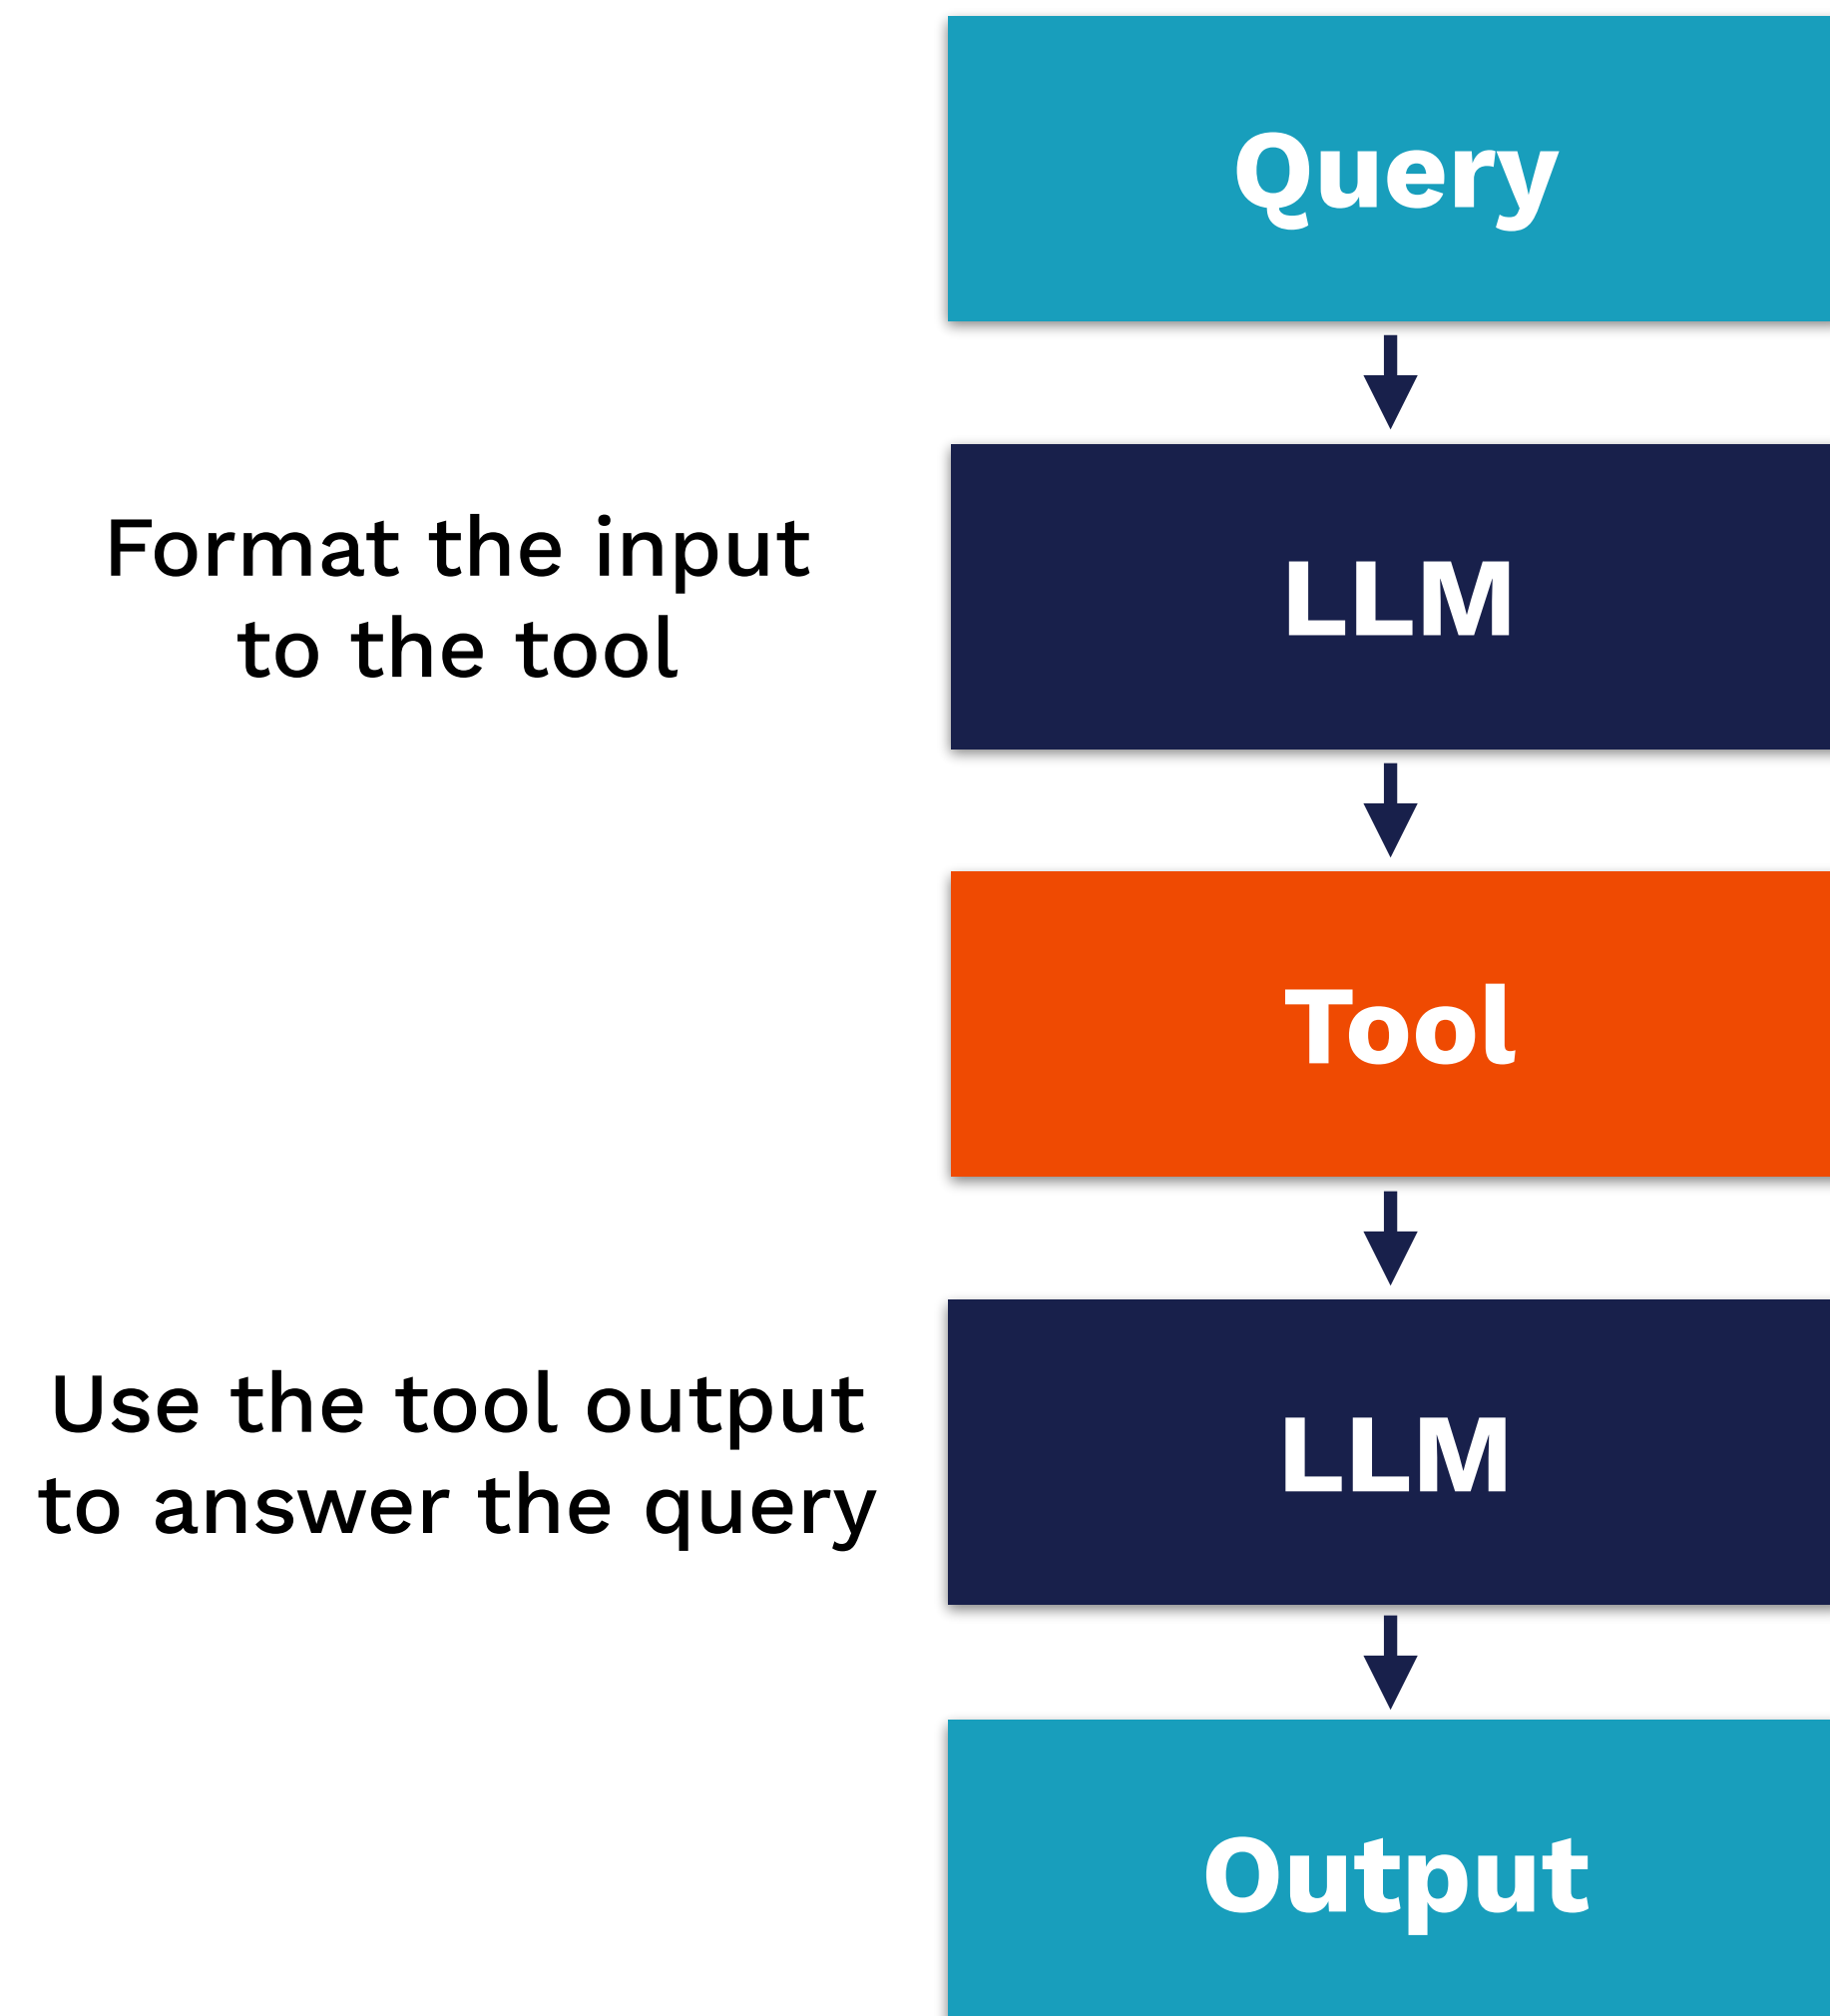 Query
Format the input
to the tool
LLM
Tool
Use the tool output
to answer the query
LLM
Output